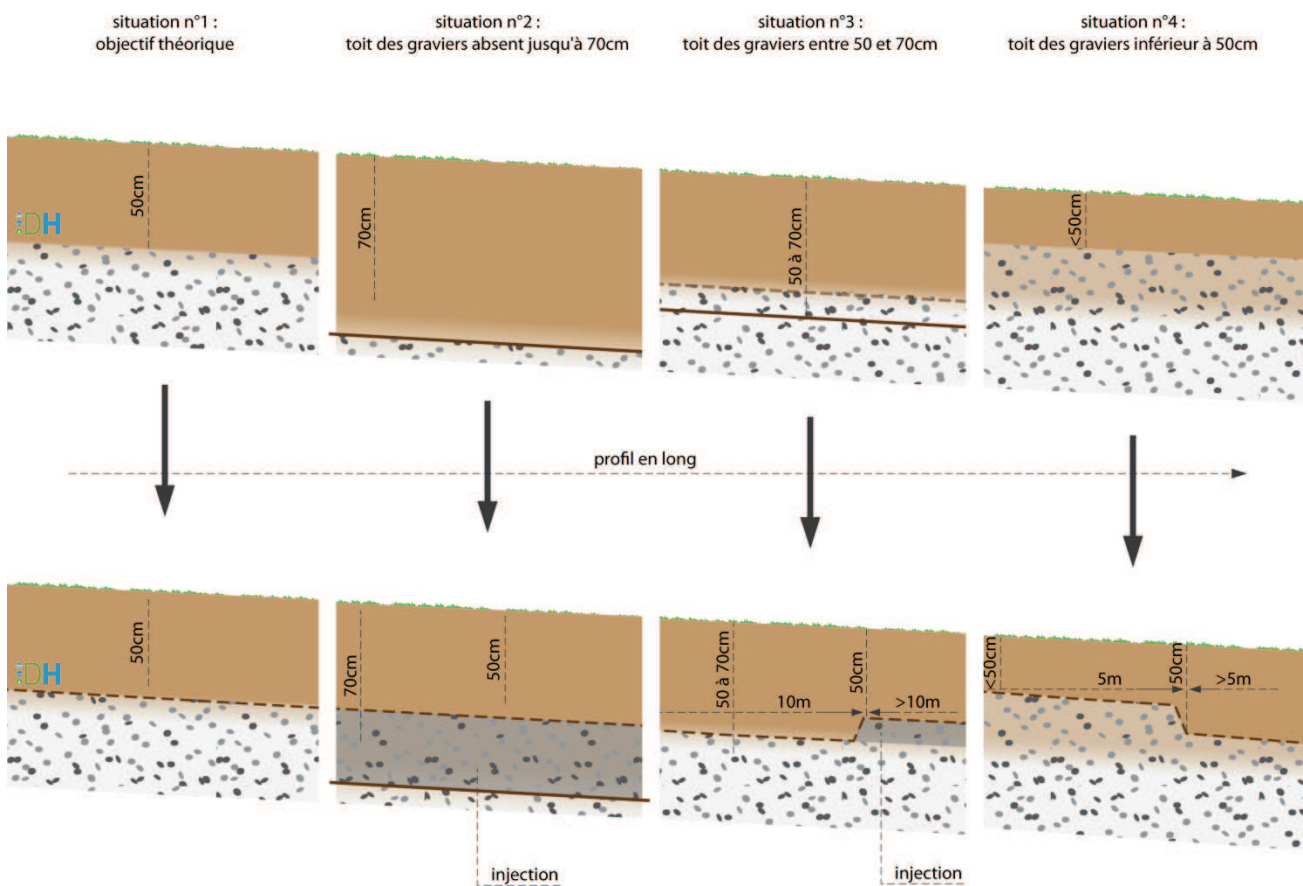 situation n°1 :
objectif théorique
situation n°2 :
toit des graviers absent jusqu'à 70cm
situation n°3 :
toit des graviers entre 50 et 70cm
situation n°4 :
toit des graviers inférieur à 50cm
50cm
DH
70cm
50 à 70cm
<50cm
profil en long
50cm
DH
70cm
50cm
50 à 70cm
50cm
10m
>10m
<50cm
5m
50cm
>5m
injection
injection